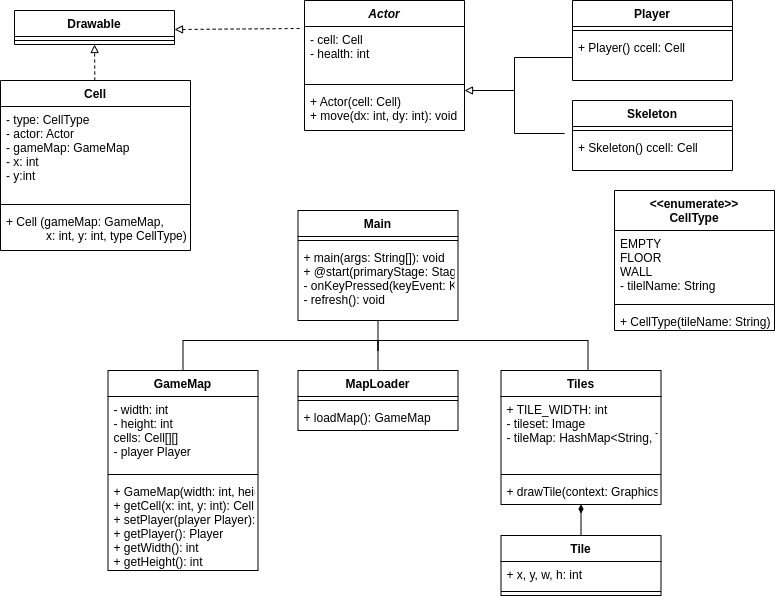 Drawable
Cell
- type: CellType
- actor: Actor
- gameMap: GameMap
- x: int
- y:int
+ Cell (gameMap: GameMap,
x: int, y: int, type CellType)
Actor
- cell: Cell
- health: int
+ Actor(cell: Cell)
+ move(dx: int, dy: int): void
Player
+ Player() ccell: Cell
Skeleton
+ Skeleton() ccell: Cell
<<enumerate>>
CellType
EMPTY
FLOOR
WALL
- tilelName: String
+ CellType(tileName: String)
Main
+ main(args: String[]): void
+ @start(primaryStage: Stag
- onKeyPressed(keyEvent: K
- refresh(): void
GameMap
- width: int
- height: int
cells: Cell[][]
- player Player
+ GameMap(width: int, hei
+ getCell(x: int, y: int): Cell
+ setPlayer(player Player):
+ getPlayer(): Player
+ getWidth(): int
+ getHeight(): int
MapLoader
+ loadMap(): GameMap
Tiles
+ TILE_WIDTH: int
- tileset: Image
- tileMap: HashMap<String,
+ drawTile(context: Graphics
Tile
+ x, y, w, h: int